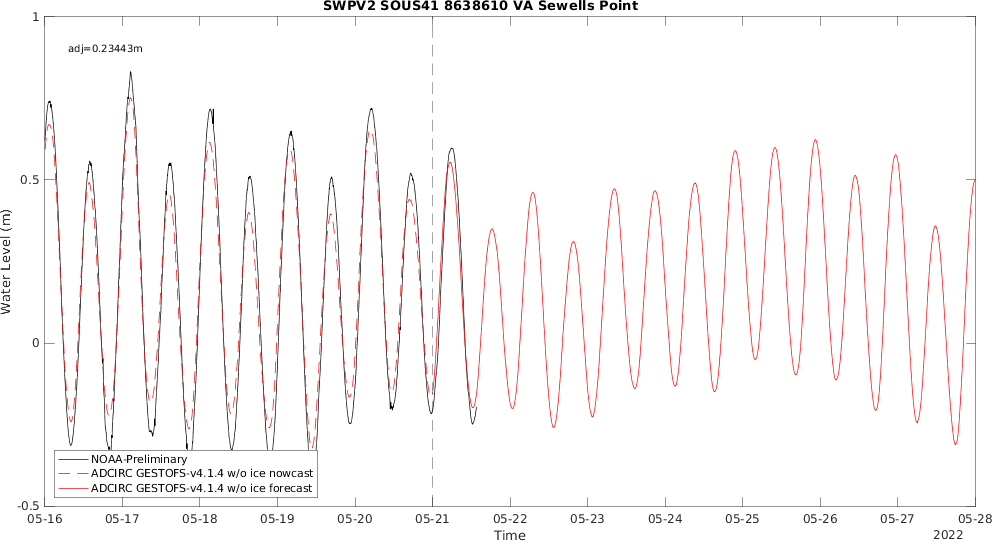 SWPV2 SOUS41 8638610 VA Sewells Point
adj=0.23443m
1
0.5
0
-0.5
Water Level (m)
NOAA-Preliminary
ADCIRC GESTOFS-v4.1.4 w/o ice nowcast
ADCIRC GESTOFS-v4.1.4 w/o ice forecast
05-16 05-17 05-18 05-19 05-20 05-21 05-22 05-23 05-24 05-25 05-26 05-27 05-28
Time
2022